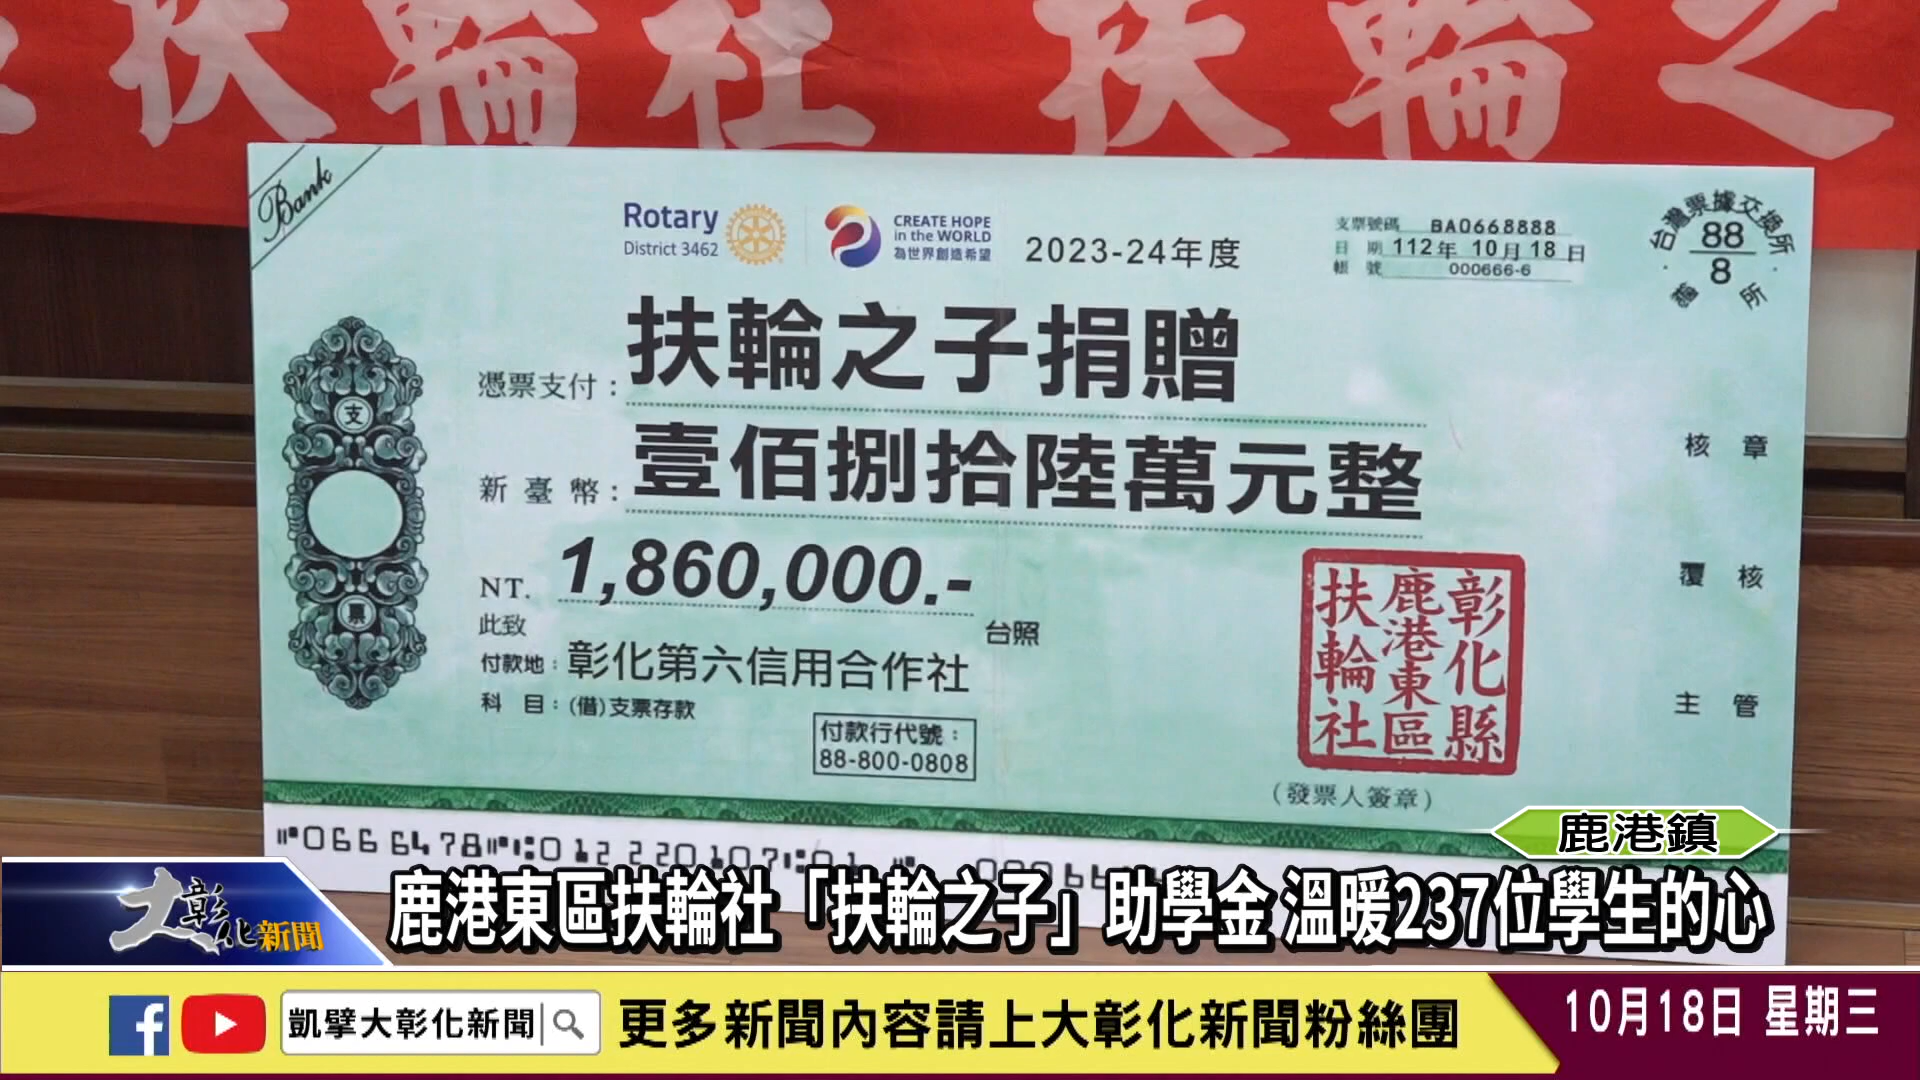 扶輪社 扶輪之
Bank
Rotary
District 3462
CREATE HOPE
in the WORLD
為世界創造希望
2023-24年度
支票號碼 BA0668888
日 期 112年 10月 18日
帳 號 000666-6
台灣票據交換所
88
8
憑票支付：扶輪之子捐贈
新臺幣：壹佰捌拾陸萬元整
NT. 1,860,000.-
此致
台照
付款地：彰化第六信用合作社
科 目：(借)支票存款
付款行代號：
88-800-0808
支
票
核 章
覆 核
主 管
彰化縣
鹿港東區
扶輪社
(發票人簽章)
鹿港鎮
大彰化新聞
鹿港東區扶輪社「扶輪之子」助學金 溫暖237位學生的心
凱擘大彰化新聞
更多新聞內容請上大彰化新聞粉絲團
10月18日 星期三